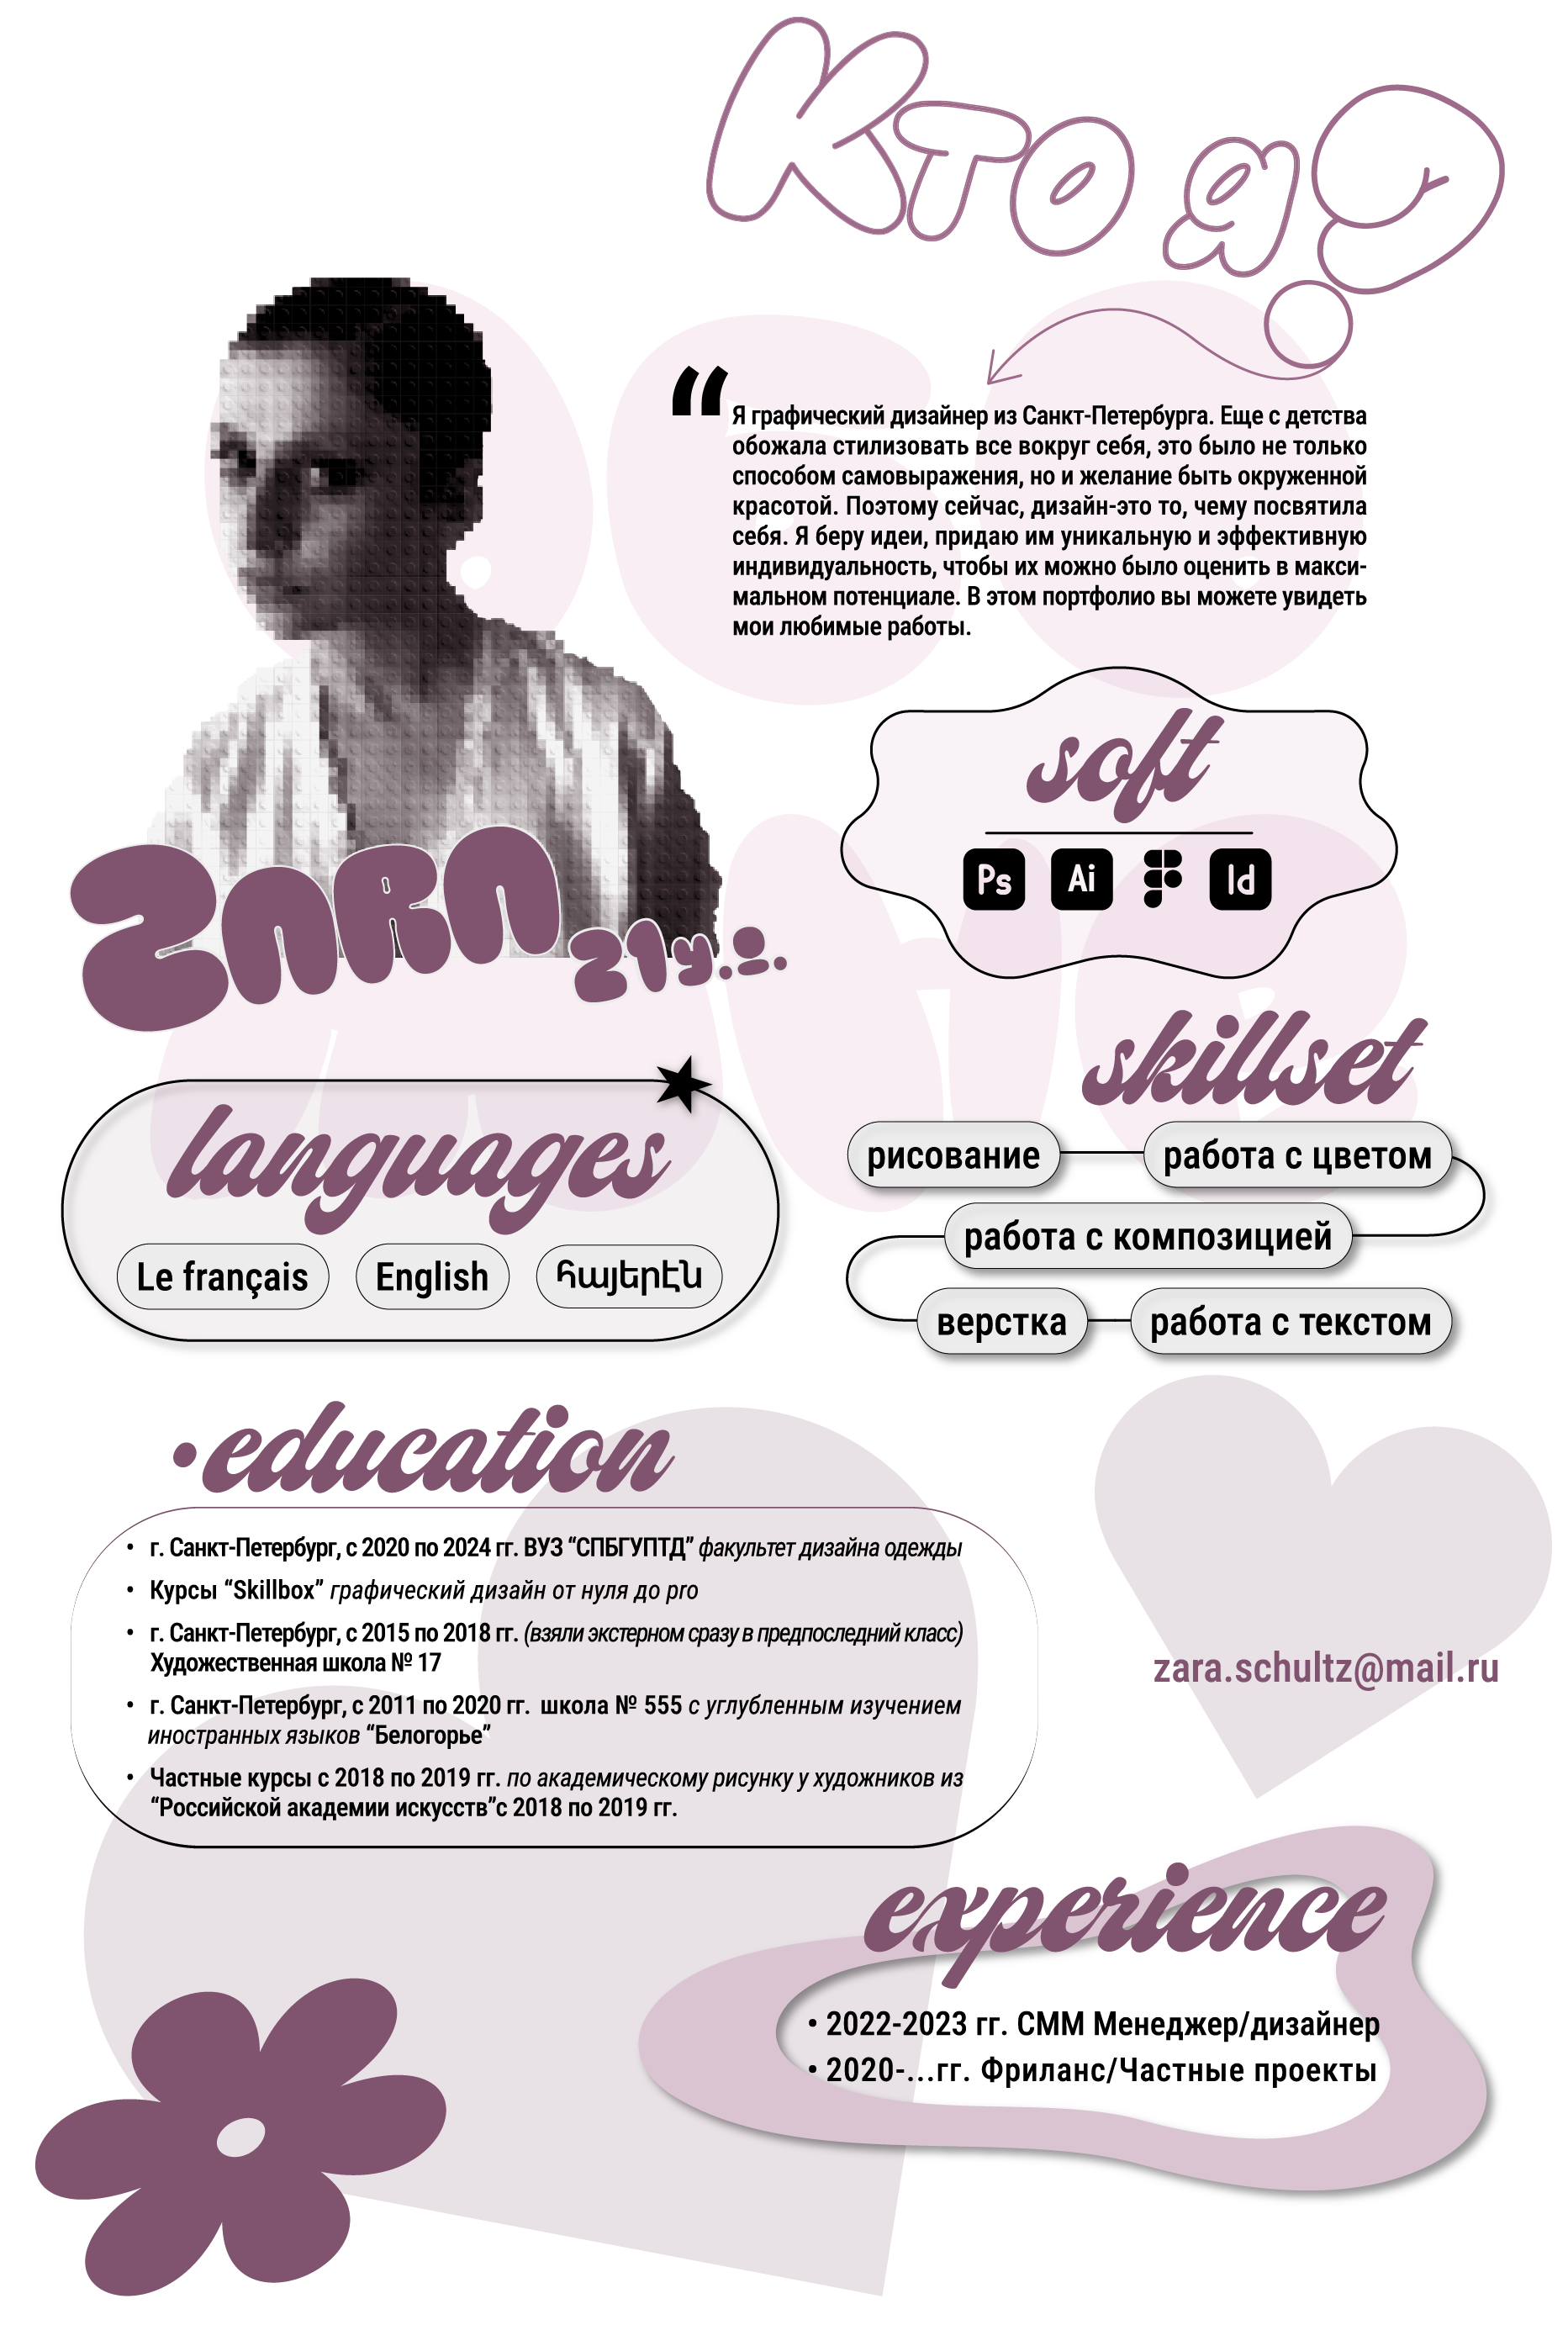 Кто я?
“
Я графический дизайнер из Санкт-Петербурга. Еще с детства
обожала стилизовать все вокруг себя, это было не только
способом самовыражения, но и желание быть окруженной
красотой. Поэтому сейчас, дизайн-это то, чему посвятила
себя. Я беру идеи, придаю им уникальную и эффективную
индивидуальность, чтобы их можно было оценить в макси-
мальном потенциале. В этом портфолио вы можете увидеть
мои любимые работы.
ZARA 21y.o.
soft
Ps Ai Id
languages
Le français English հայերէն
skillset
рисование работа с цветом
работа с композицией
верстка работа с текстом
•education
• г. Санкт-Петербург, с 2020 по 2024 гг. ВУЗ “СПБГУПТД” факультет дизайна одежды
• Курсы “Skillbox” графический дизайн от нуля до pro
• г. Санкт-Петербург, с 2015 по 2018 гг. (взяли экстерном сразу в предпоследний класс)
Художественная школа № 17
• г. Санкт-Петербург, с 2011 по 2020 гг. школа № 555 с углубленным изучением
иностранных языков “Белогорье”
• Частные курсы с 2018 по 2019 гг. по академическому рисунку у художников из
“Российской академии искусств”с 2018 по 2019 гг.
zara.schultz@mail.ru
experience
• 2022-2023 гг. СММ Менеджер/дизайнер
• 2020-...гг. Фриланс/Частные проекты